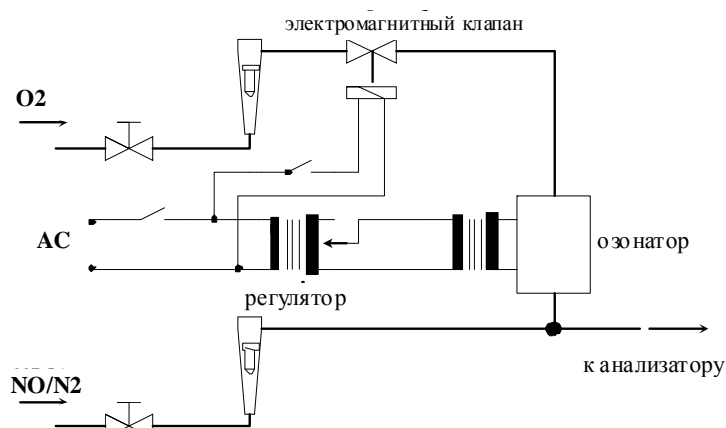 электромагнитный клапан
O2
AC
озонатор
регулятор
к анализатору
NO/N2